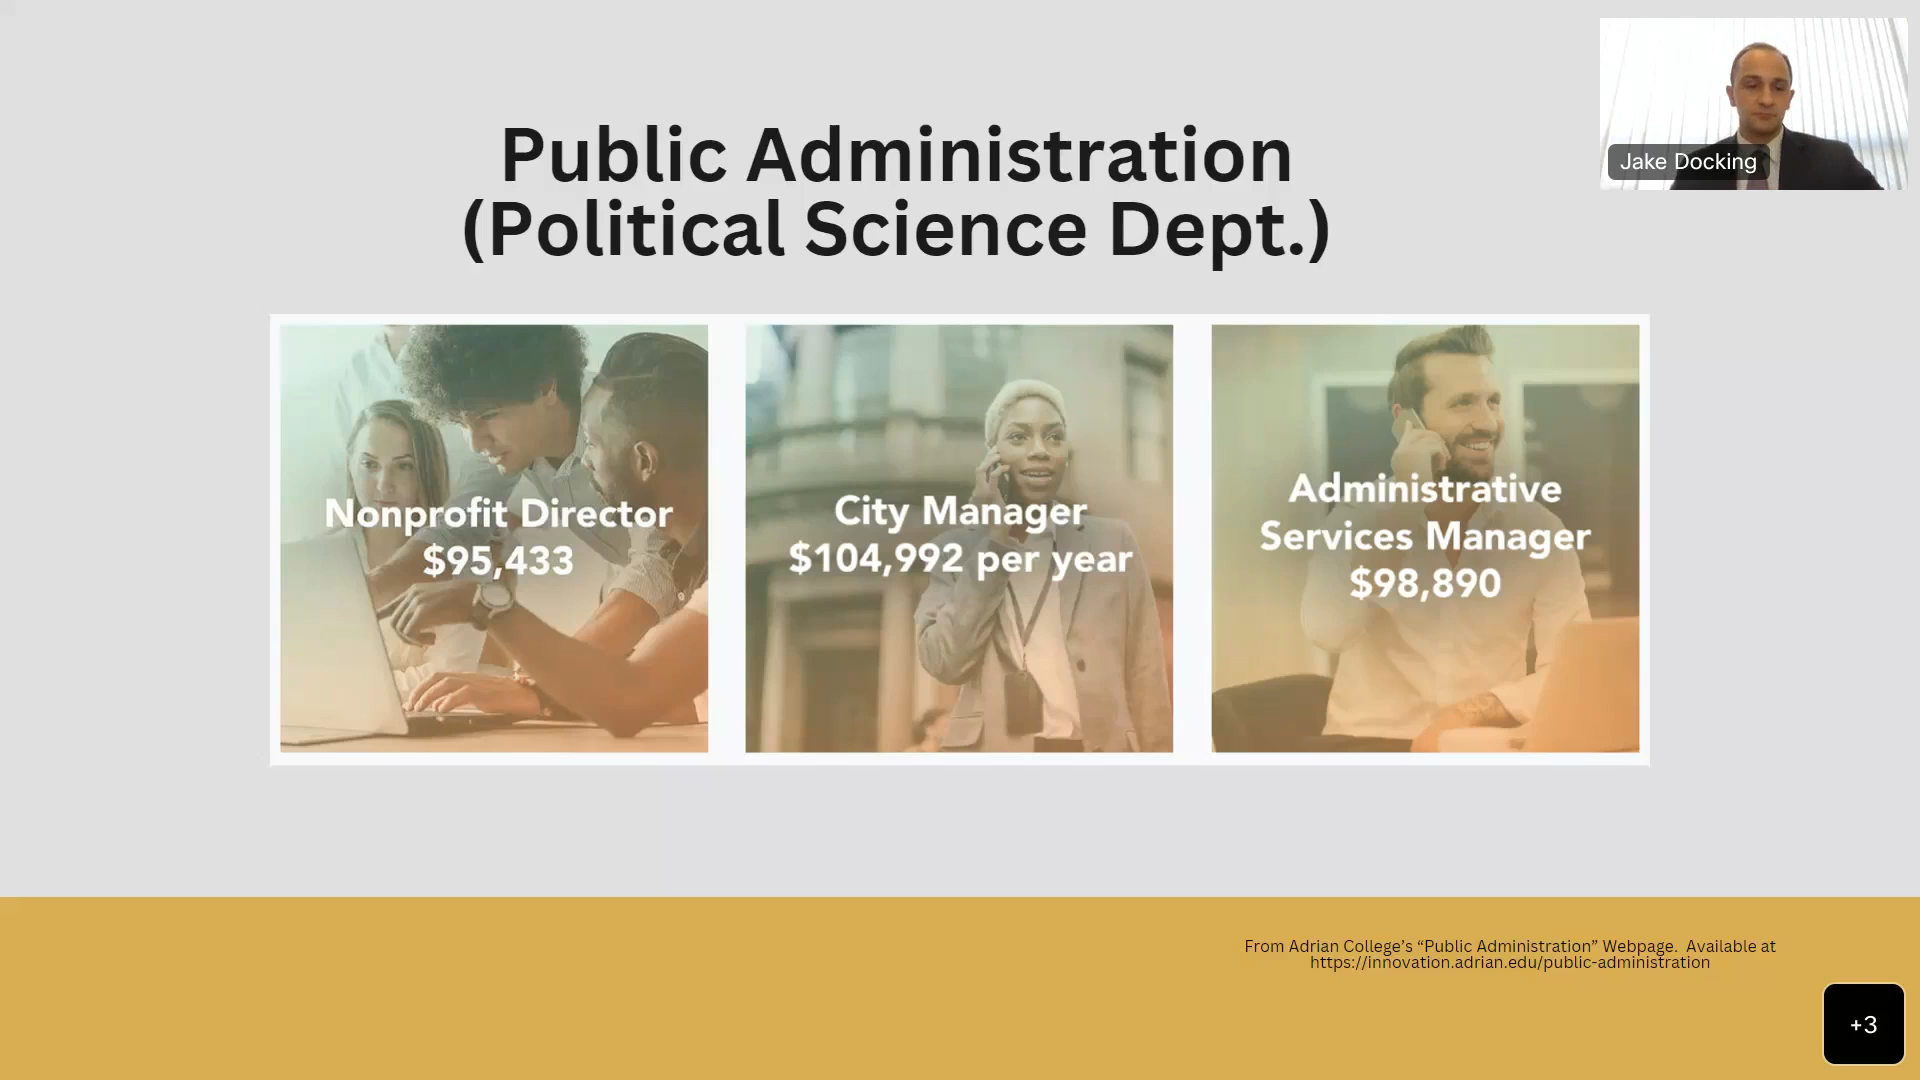 Public Administration
(Political Science Dept.)
Jake Docking
Nonprofit Director
$95,433
City Manager
$104,992 per year
Administrative
Services Manager
$98,890
From Adrian College’s “Public Administration” Webpage.  Available at
https://innovation.adrian.edu/public-administration
+3